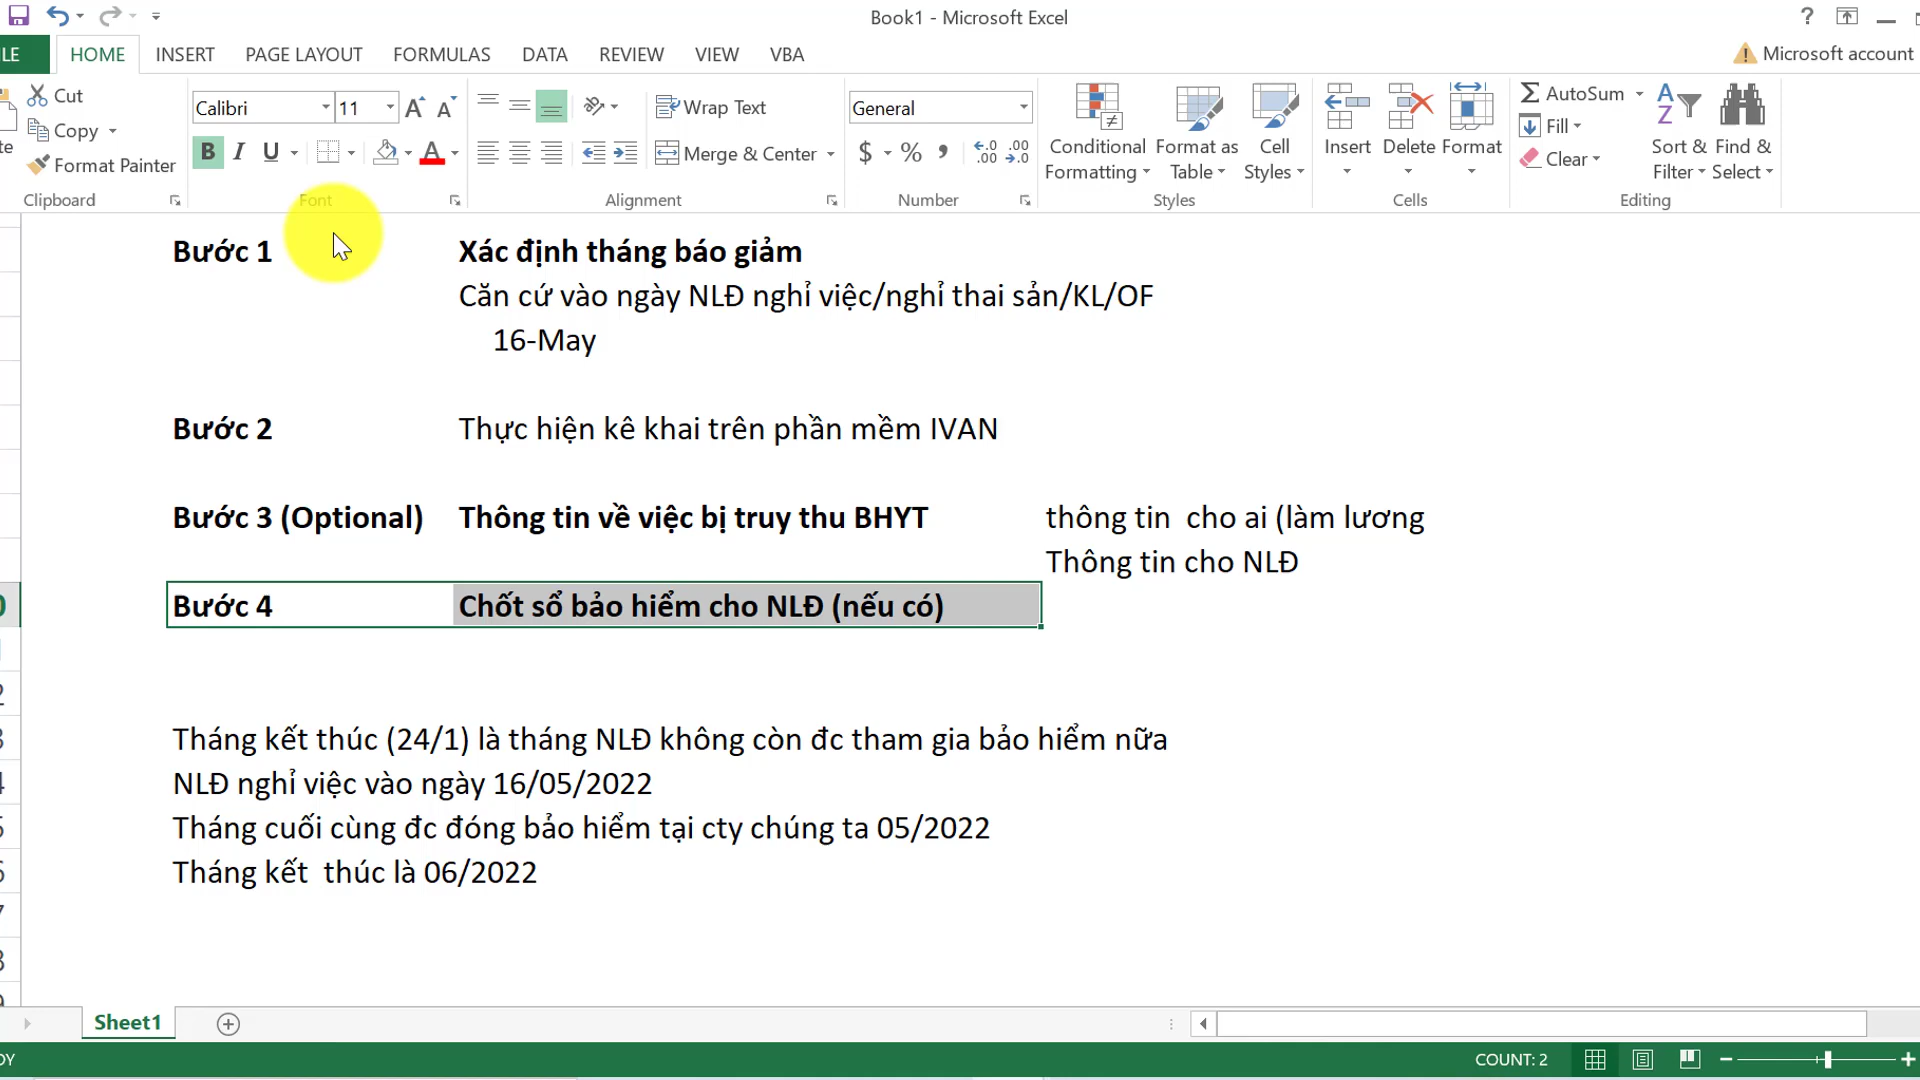 Book1 - Microsoft Excel
HOME INSERT PAGE LAYOUT FORMULAS DATA REVIEW VIEW VBA
Microsoft account
Cut
Copy
Format Painter
Clipboard
Calibri 11
B I U
Font
Wrap Text
Merge & Center
Alignment
General
$ % ,
Number
Conditional Formatting
Format as Table
Cell Styles
Styles
Insert Delete Format
Cells
AutoSum
Fill
Clear
Sort & Filter
Find & Select
Editing
Bước 1 Xác định tháng báo giảm
Căn cứ vào ngày NLĐ nghỉ việc/nghỉ thai sản/KL/OF
16-May
Bước 2 Thực hiện kê khai trên phần mềm IVAN
Bước 3 (Optional) Thông tin về việc bị truy thu BHYT thông tin  cho ai (làm lương
Thông tin cho NLĐ
Bước 4 Chốt sổ bảo hiểm cho NLĐ (nếu có)
Tháng kết thúc (24/1) là tháng NLĐ không còn đc tham gia bảo hiểm nữa
NLĐ nghỉ việc vào ngày 16/05/2022
Tháng cuối cùng đc đóng bảo hiểm tại cty chúng ta 05/2022
Tháng kết  thúc là 06/2022
Sheet1
COUNT: 2